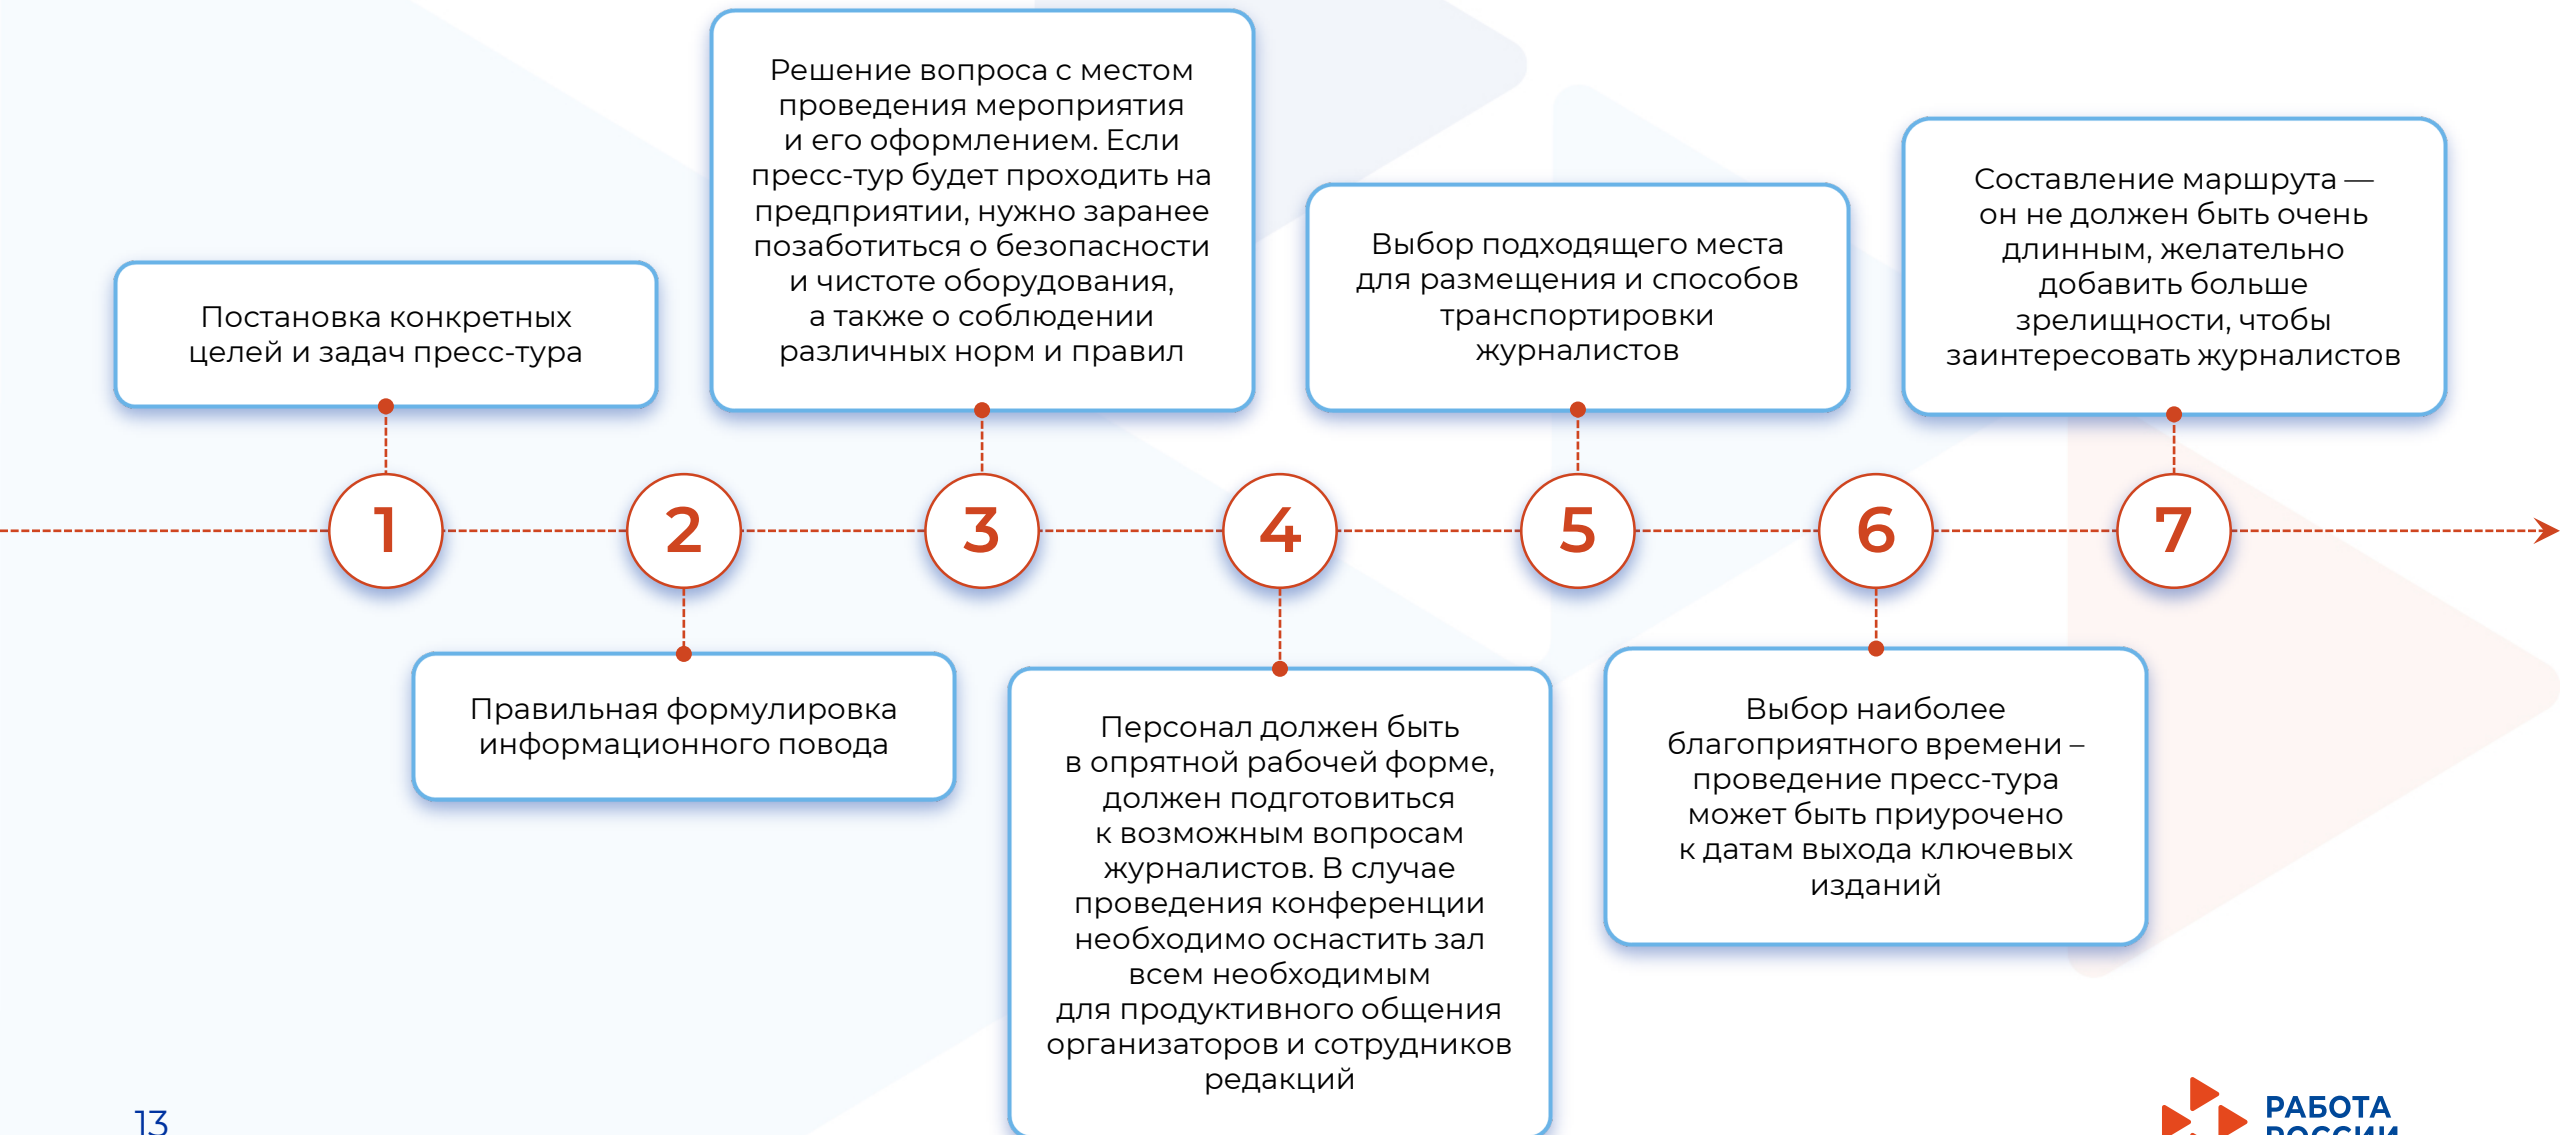 Постановка конкретных
целей и задач пресс-тура
1
Правильная формулировка
информационного повода
2
Решение вопроса с местом
проведения мероприятия
и его оформлением. Если
пресс-тур будет проходить на
предприятии, нужно заранее
позаботиться о безопасности
и чистоте оборудования,
а также о соблюдении
различных норм и правил
3
Персонал должен быть
в опрятной рабочей форме,
должен подготовиться
к возможным вопросам
журналистов. В случае
проведения конференции
необходимо оснастить зал
всем необходимым
для продуктивного общения
организаторов и сотрудников
редакций
4
Выбор подходящего места
для размещения и способов
транспортировки
журналистов
5
Выбор наиболее
благоприятного времени –
проведение пресс-тура
может быть приурочено
к датам выхода ключевых
изданий
6
Составление маршрута —
он не должен быть очень
длинным, желательно
добавить больше
зрелищности, чтобы
заинтересовать журналистов
7
13
РАБОТА
РОССИИ